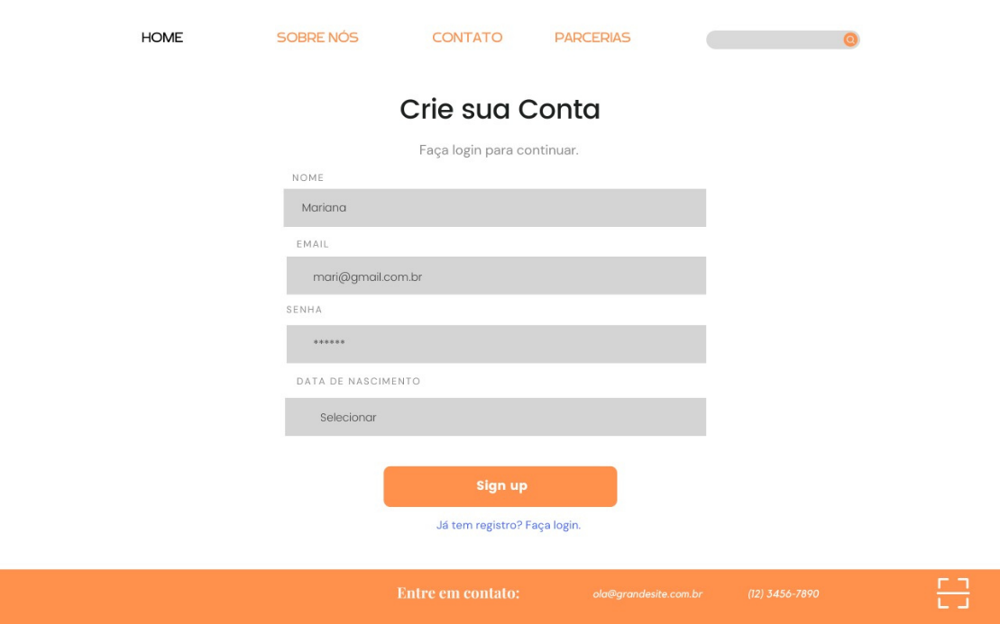 HOME SOBRE NÓS CONTATO PARCERIAS
Crie sua Conta
Faça login para continuar.
NOME
Mariana
EMAIL
mari@gmail.com.br
SENHA
******
DATA DE NASCIMENTO
Selecionar
Sign up
Já tem registro? Faça login.
Entre em contato: ola@grandesite.com.br (12) 3456-7890